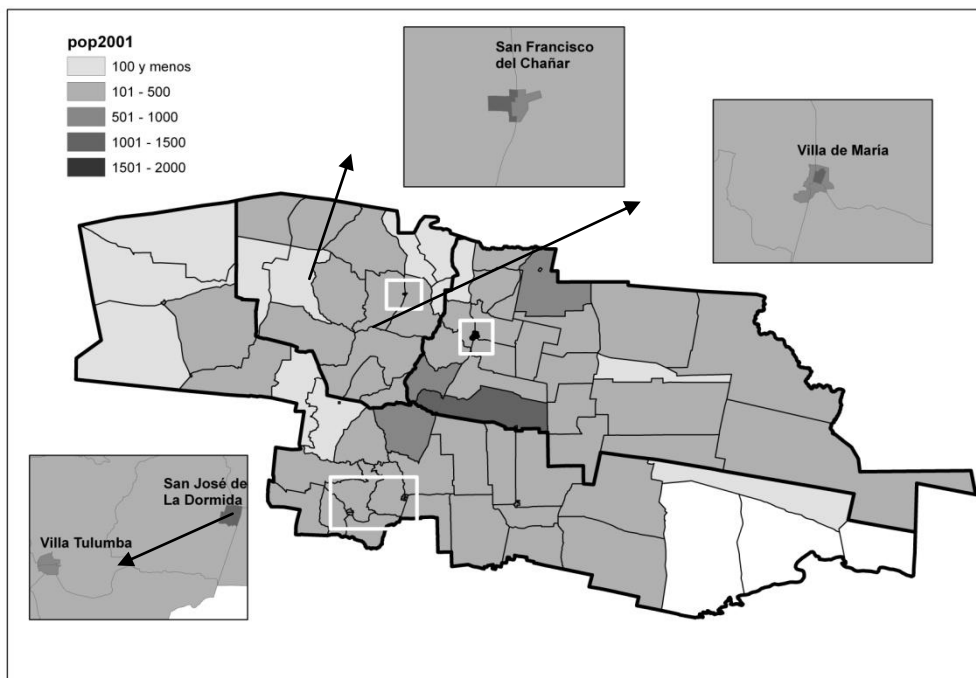 pop2001
100 y menos
101 - 500
501 - 1000
1001 - 1500
1501 - 2000
San Francisco
del Chañar
Villa de María
San José de
La Dormida
Villa Tulumba